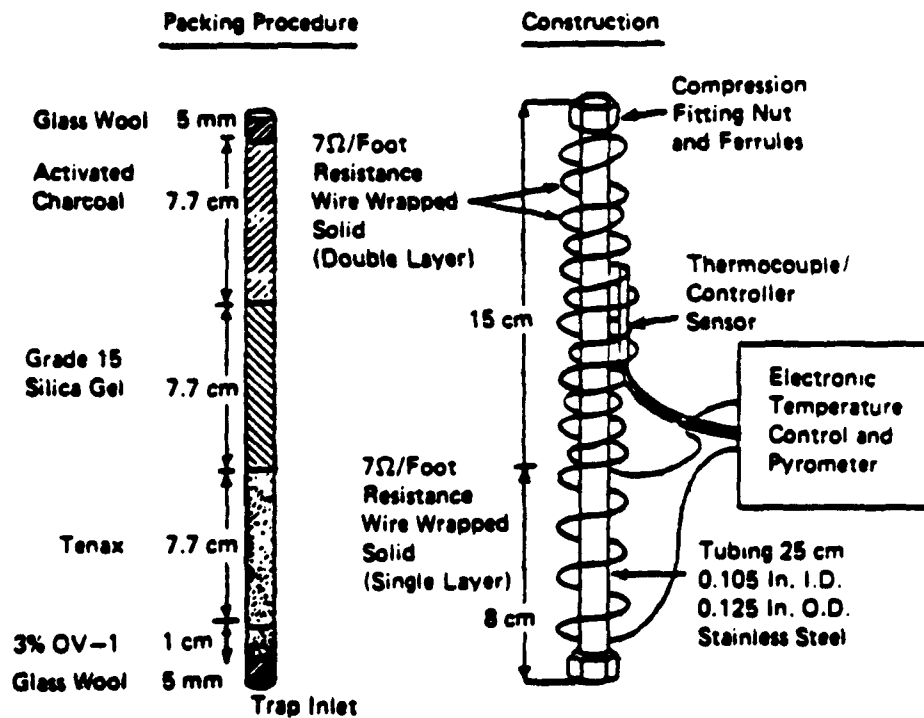 Packing Procedure
Construction
Glass Wool 5 mm
Activated
Charcoal 7.7 cm
Grade 15
Silica Gel 7.7 cm
Tenax 7.7 cm
3% OV-1 1 cm
Glass Wool 5 mm
Trap Inlet
7Ω/Foot
Resistance
Wire Wrapped
Solid
(Double Layer)
15 cm
7Ω/Foot
Resistance
Wire Wrapped
Solid
(Single Layer)
8 cm
Compression
Fitting Nut
and Ferrules
Thermocouple/
Controller
Sensor
Electronic
Temperature
Control and
Pyrometer
Tubing 25 cm
0.105 In. I.D.
0.125 In. O.D.
Stainless Steel